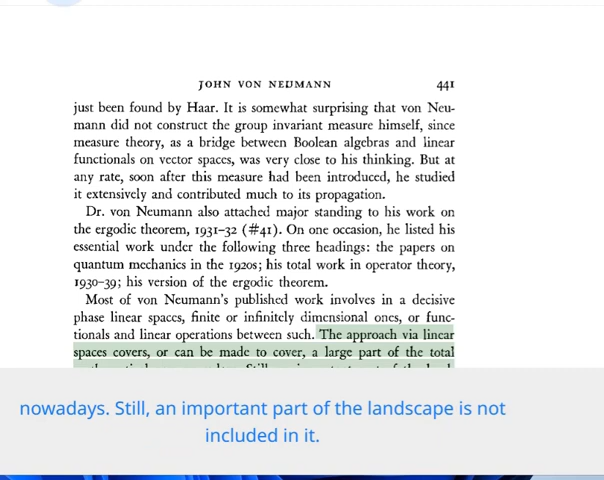 JOHN VON NEUMANN 441
just been found by Haar. It is somewhat surprising that von Neu-
mann did not construct the group invariant measure himself, since
measure theory, as a bridge between Boolean algebras and linear
functionals on vector spaces, was very close to his thinking. But at
any rate, soon after this measure had been introduced, he studied
it extensively and contributed much to its propagation.
Dr. von Neumann also attached major standing to his work on
the ergodic theorem, 1931-32 (#41). On one occasion, he listed his
essential work under the following three headings: the papers on
quantum mechanics in the 1920s; his total work in operator theory,
1930-39; his version of the ergodic theorem.
Most of von Neumann's published work involves in a decisive
phase linear spaces, finite or infinitely dimensional ones, or func-
tionals and linear operations between such. The approach via linear
spaces covers, or can be made to cover, a large part of the total
nowadays. Still, an important part of the landscape is not
included in it.